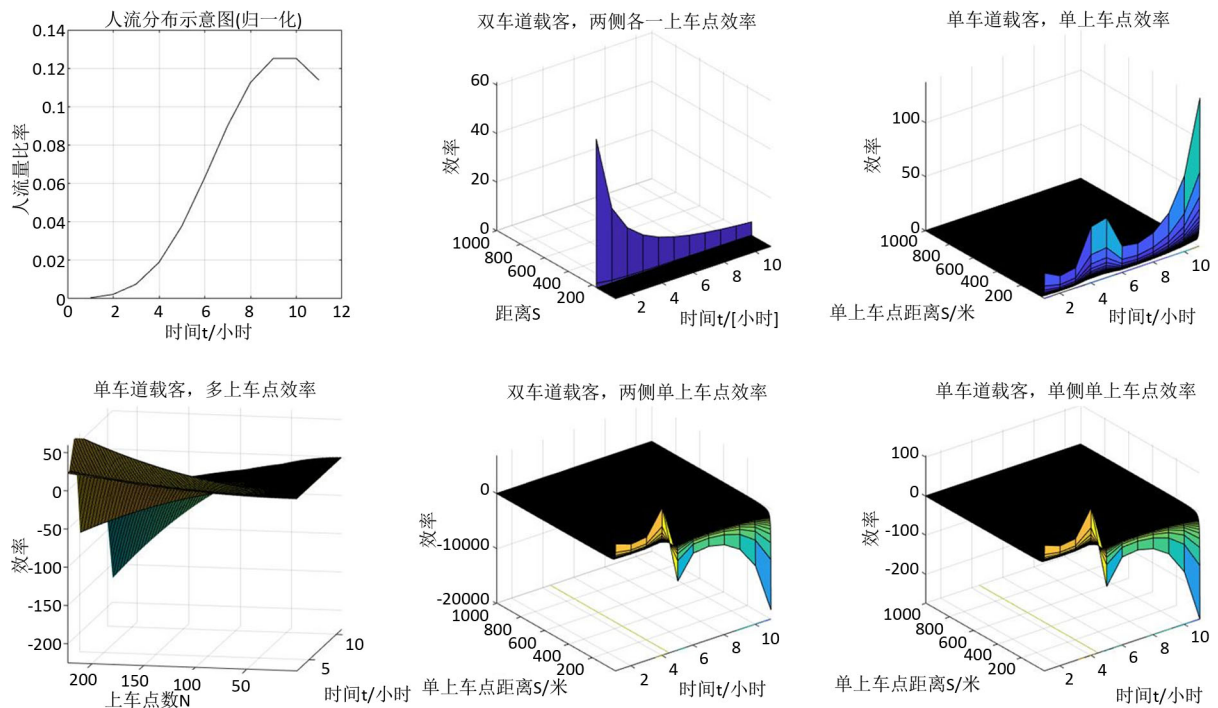 人流分布示意图(归一化)
0.14
0.12
0.1
0.08
0.06
0.04
0.02
0
人流量比率
0 2 4 6 8 10 12
时间t/小时
双车道载客，两侧各一上车点效率
60
40
20
0
效率
1000
800
600
400
200
距离S
2 4 6 8 10
时间t/[小时]
单车道载客，单上车点效率
100
50
0
效率
1000
800
600
400
200
单上车点距离S/米
2 4 6 8 10
时间t/小时
单车道载客，多上车点效率
50
0
-50
-100
-150
-200
效率
200 150 100 50
上车点数N
5 10
时间t/小时
双车道载客，两侧单上车点效率
0
-10000
-20000
效率
1000
800
600
400
200
单上车点距离S/米
2 4 6 8 10
时间t/小时
单车道载客，单侧单上车点效率
100
0
-100
-200
效率
1000
800
600
400
200
单上车点距离S/米
2 4 6 8 10
时间t/小时